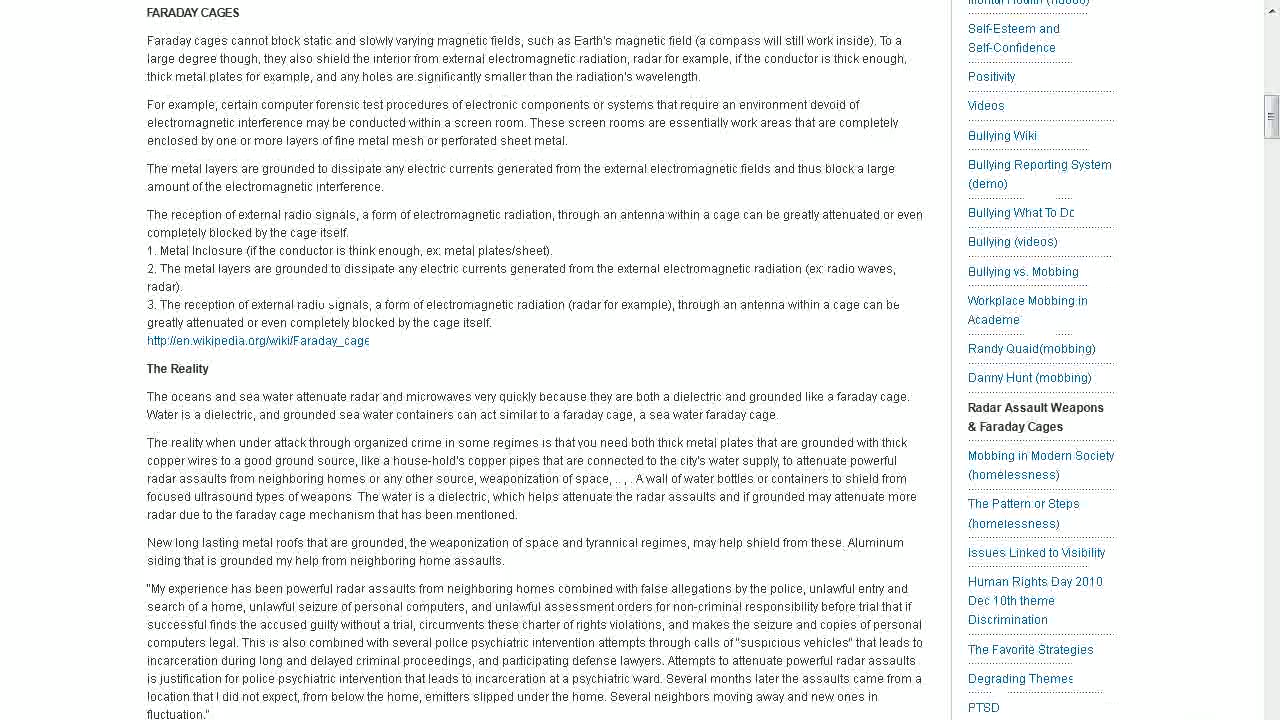 FARADAY CAGES
Faraday cages cannot block static and slowly varying magnetic fields, such as Earth's magnetic field (a compass will still work inside). To a
large degree though, they also shield the interior from external electromagnetic radiation, radar for example, if the conductor is thick enough,
thick metal plates for example, and any holes are significantly smaller than the radiation's wavelength.
For example, certain computer forensic test procedures of electronic components or systems that require an environment devoid of
electromagnetic interference may be conducted within a screen room. These screen rooms are essentially work areas that are completely
enclosed by one or more layers of fine metal mesh or perforated sheet metal.
The metal layers are grounded to dissipate any electric currents generated from the external electromagnetic fields and thus block a large
amount of the electromagnetic interference.
The reception of external radio signals, a form of electromagnetic radiation, through an antenna within a cage can be greatly attenuated or even
completely blocked by the cage itself.
1. Metal Inclosure (if the conductor is think enough, ex: metal plates/sheet).
2. The metal layers are grounded to dissipate any electric currents generated from the external electromagnetic radiation (ex: radio waves,
radar).
3. The reception of external radio signals, a form of electromagnetic radiation (radar for example), through an antenna within a cage can be
greatly attenuated or even completely blocked by the cage itself.
http://en.wikipedia.org/wiki/Faraday_cage
The Reality
The oceans and sea water attenuate radar and microwaves very quickly because they are both a dielectric and grounded like a faraday cage.
Water is a dielectric, and ground sea water containers can act similar to a faraday cage, a sea water faraday cage.
The reality when under attack through organized crime in some regimes is that you need both thick metal plates that are grounded with thick
copper wires to a good ground source, like a house-hold's copper pipes that are connected to the city's water supply, to attenuate powerful
radar assaults from neighboring homes or any other source, weaponization of space, .. , . A wall of water bottles or containers to shield from
focused ultrasound types of weapons. The water is a dielectric, which helps attenuate the radar assaults and if grounded may attenuate more
radar due to the faraday cage mechanism that has been mentioned.
New long lasting metal roofs that are grounded, the weaponization of space and tyrannical regimes, may help shield from these. Aluminum
siding that is grounded my help from neighboring home assaults.
"My experience has been powerful radar assaults from neighboring homes combined with false allegations by the police, unlawful entry and
search of a home, unlawful seizure of personal computers, and unlawful assessment orders for non-criminal responsibility before trial that if
successful finds the accused guilty without a trial, circumvents these charter of rights violations, and makes the seizure and copies of personal
computers legal. This is also combined with several police psychiatric intervention attempts through calls of "suspicious vehicles" that leads to
incarceration during long and delayed criminal proceedings, and participating defense lawyers. Attempts to attenuate powerful radar assaults
is justification for police psychiatric intervention that leads to incarceration at a psychiatric ward. Several months later the assaults came from a
location that I did not expect, from below the home, emitters slipped under the home. Several neighbors moving away and new ones in
fluctuation."
Mental Health (videos)
Self-Esteem and
Self-Confidence
Positivity
Videos
Bullying Wiki
Bullying Reporting System
(demo)
Bullying What To Do
Bullying (videos)
Bullying vs. Mobbing
Workplace Mobbing in
Academe
Randy Quaid(mobbing)
Danny Hunt (mobbing)
Radar Assault Weapons
& Faraday Cages
Mobbing in Modern Society
(homelessness)
The Pattern or Steps
(homelessness)
Issues Linked to Visibility
Human Rights Day 2010
Dec 10th theme
Discrimination
The Favorite Strategies
Degrading Themes
PTSD